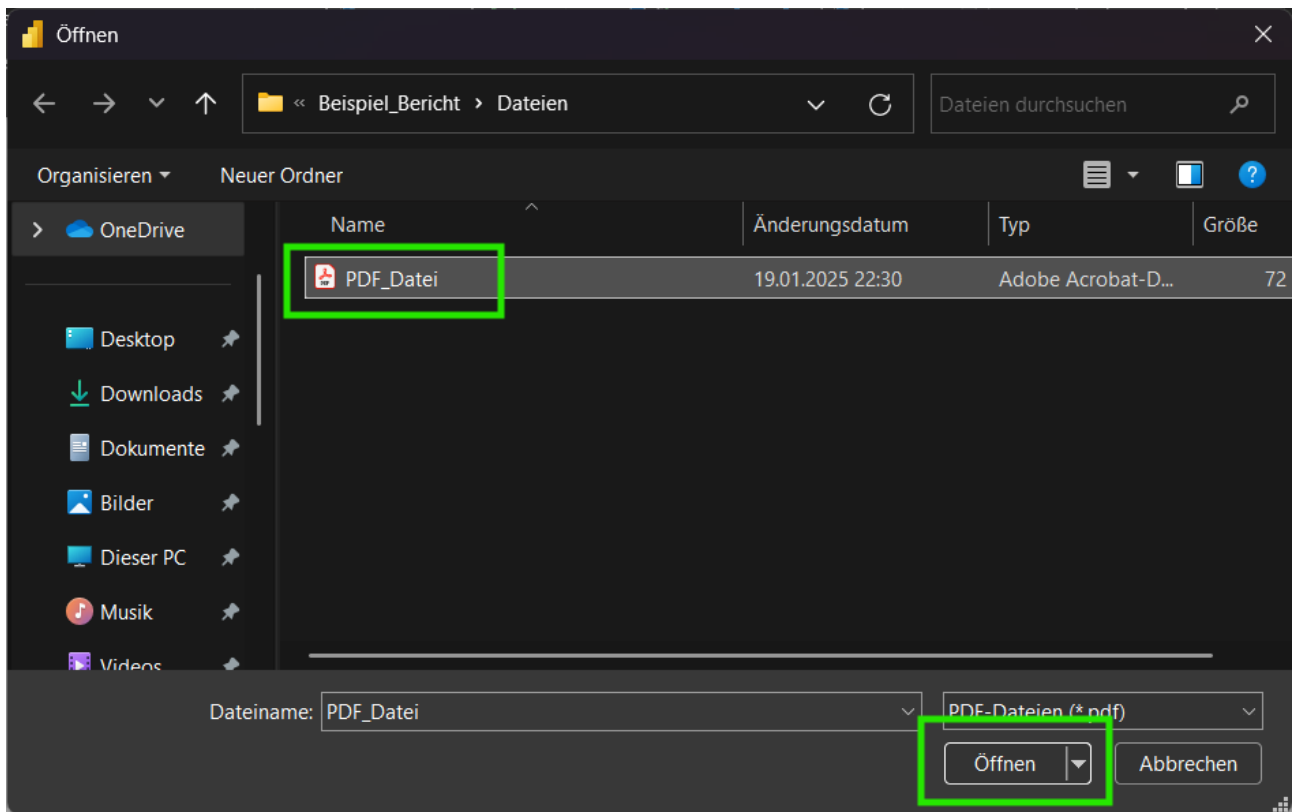 Öffnen
« Beispiel_Bericht > Dateien
Dateien durchsuchen
Organisieren
Neuer Ordner
OneDrive
Name
Änderungsdatum
Typ
Größe
PDF_Datei
19.01.2025 22:30
Adobe Acrobat-D...
72
Desktop
Downloads
Dokumente
Bilder
Dieser PC
Musik
Videos
Dateiname:
PDF_Datei
PDF-Dateien (*.pdf)
Öffnen
Abbrechen